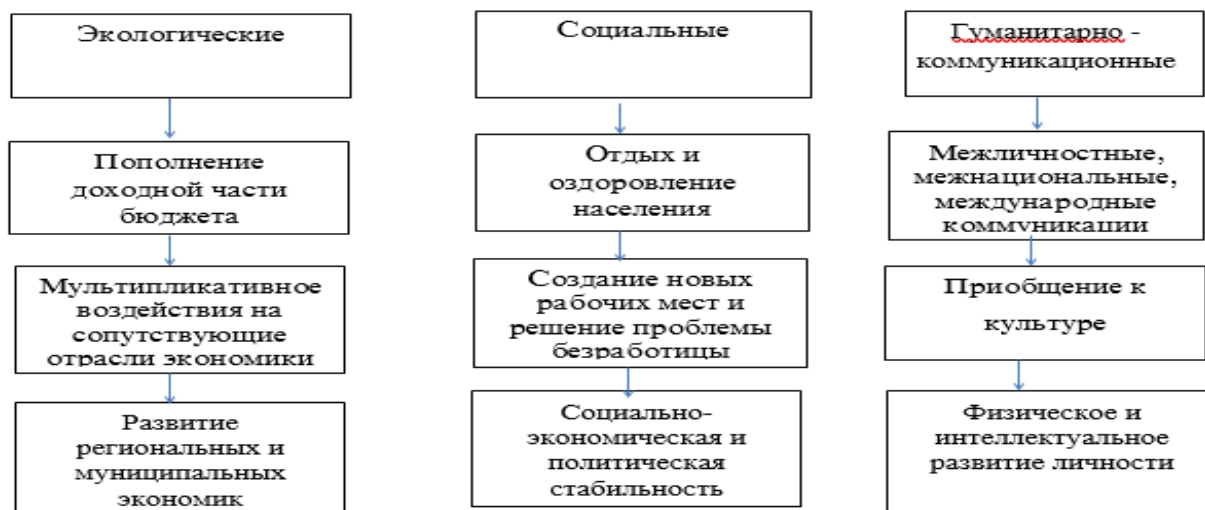 Экологические
Пополнение
доходной части
бюджета
Мультипликативное
воздействия на
сопутствующие
отрасли экономики
Развитие
региональных и
муниципальных
экономик
Социальные
Отдых и
оздоровление
населения
Создание новых
рабочих мест и
решение проблемы
безработицы
Социально-
экономическая и
политическая
стабильность
Гуманитарно -
коммуникационные
Межличностные,
межнациональные,
международные
коммуникации
Приобщение к
культуре
Физическое и
интеллектуальное
развитие личности